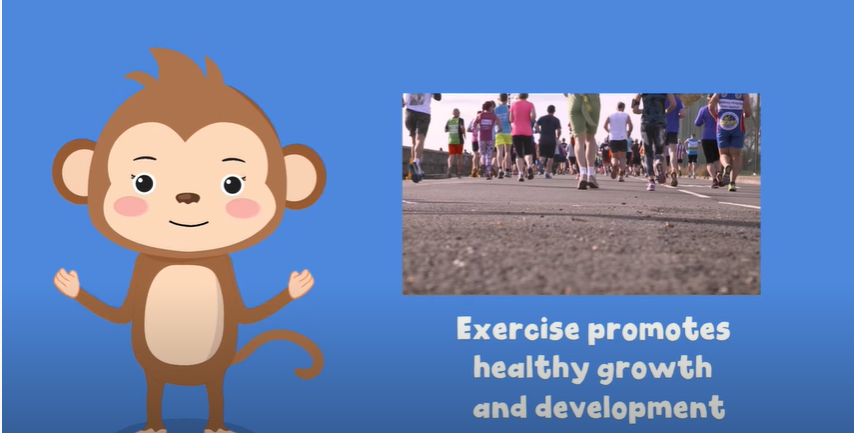 Exercise promotes
healthy growth
and development